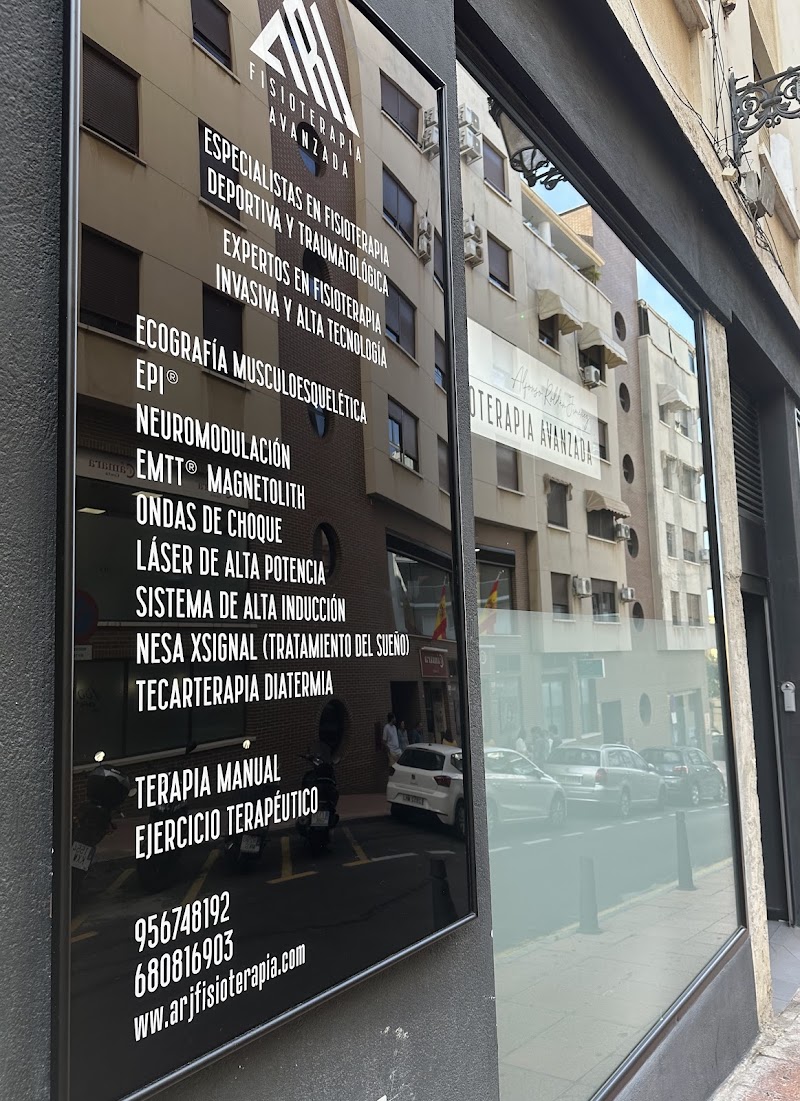 ARJ
FISIOTERAPIA
AVANZADA
ESPECIALISTAS EN FISIOTERAPIA
DEPORTIVA Y TRAUMATOLÓGICA
EXPERTOS EN FISIOTERAPIA
INVASIVA Y ALTA TECNOLOGÍA
ECOGRAFÍA MUSCULOESQUELÉTICA
EPI®
NEUROMODULACIÓN
EMTT® MAGNETOLITH
ONDAS DE CHOQUE
LÁSER DE ALTA POTENCIA
SISTEMA DE ALTA INDUCCIÓN
NESA XSIGNAL (TRATAMIENTO DEL SUEÑO)
TECARTERAPIA DIATERMIA
TERAPIA MANUAL
EJERCICIO TERAPÉUTICO
956748192
680816903
ww.arjfisioterapia.com
OTERAPIA AVANZADA